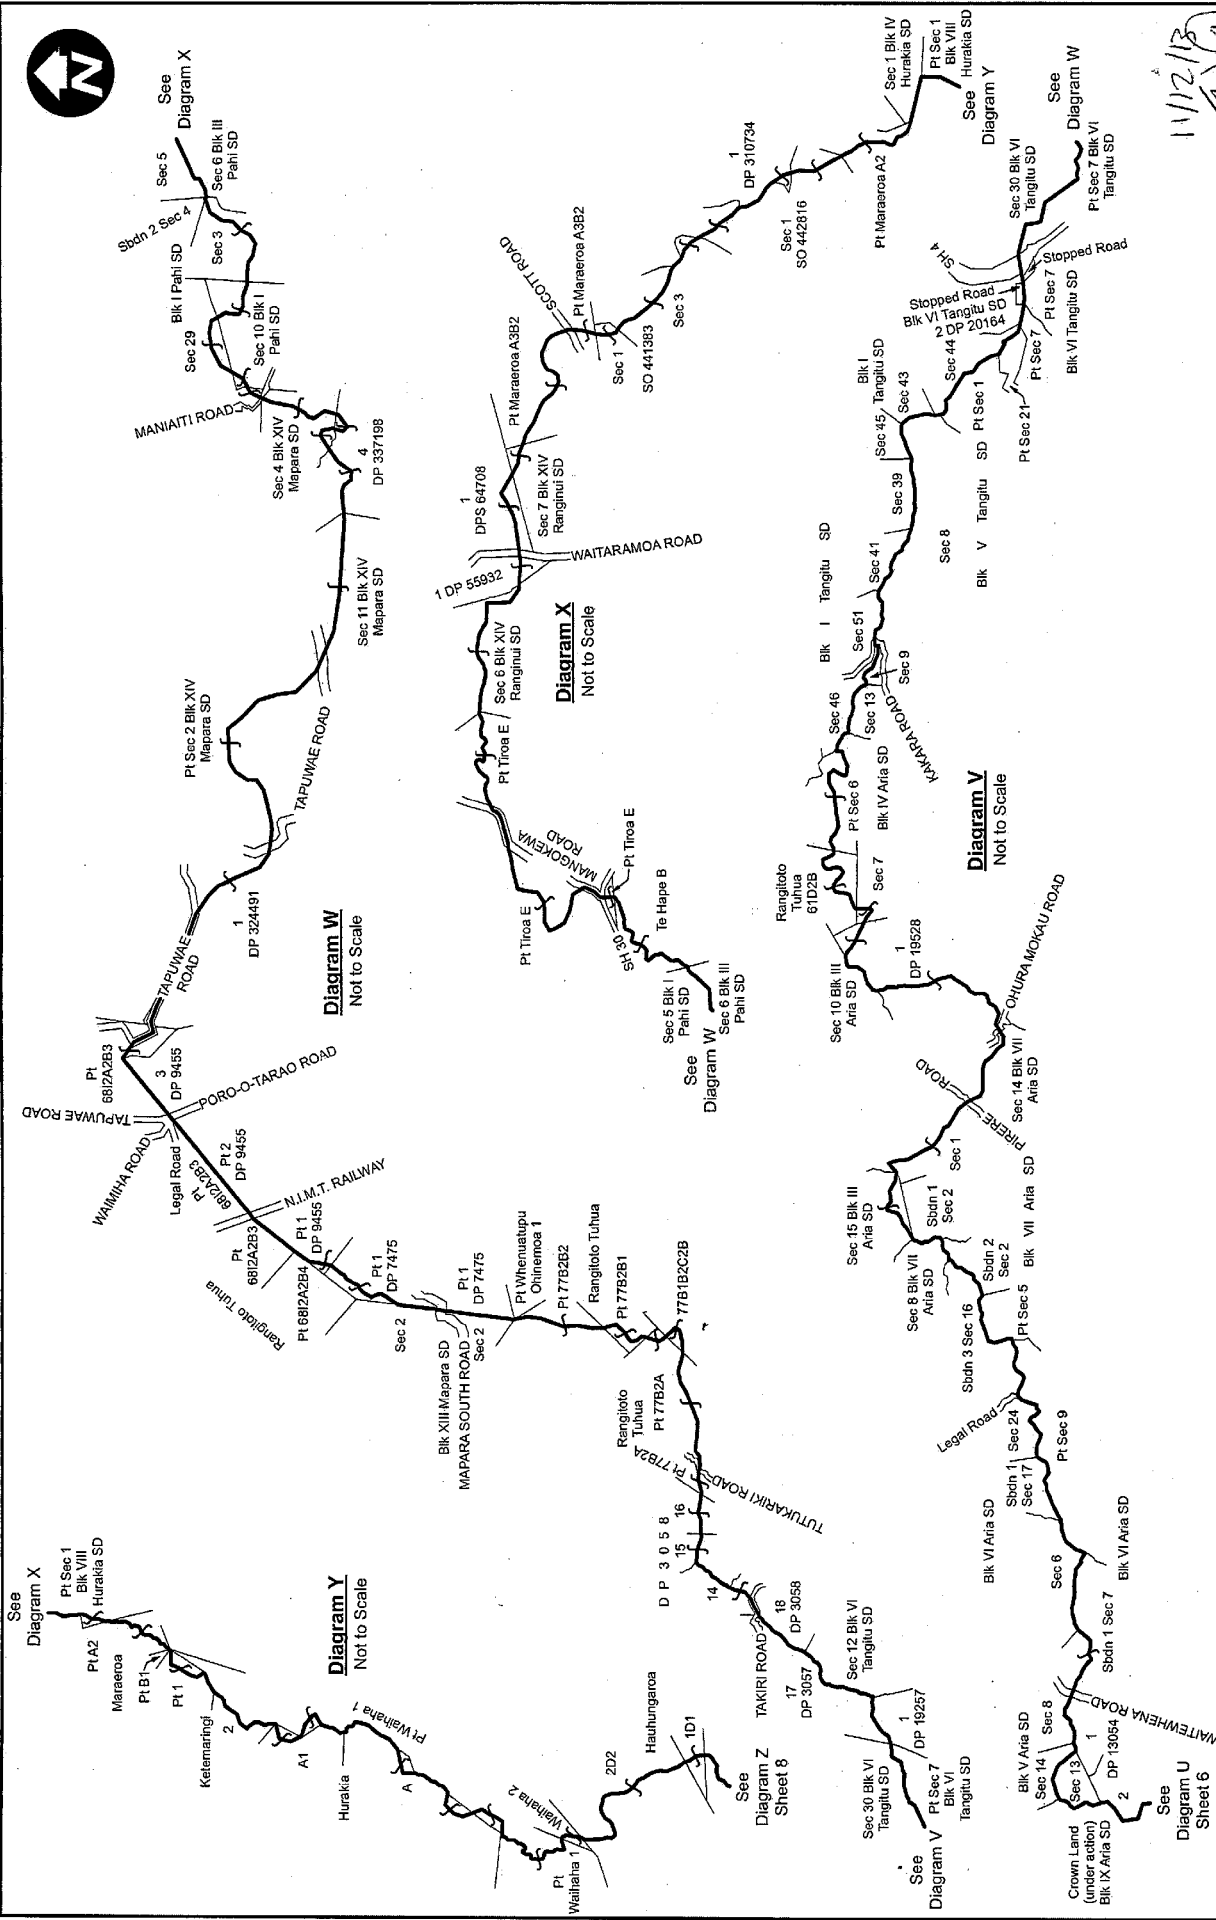 N
See
Diagram X
Sec 5
Sbdn 2 Sec 4
Sec 6 Blk III
Pahi SD
Sec 3
Blk I Pahi SD
Sec 29
Sec 10 Blk I
Pahi SD
MANIAITI ROAD
Sec 4 Blk XIV
Mapara SD
4
DP 337198
Sec 11 Blk XIV
Mapara SD
Pt Sec 2 Blk XIV
Mapara SD
TAPUWAE ROAD
1
DP 324491
TAPUWAE
ROAD
Diagram W
Not to Scale
Pt
68I2A2B3
3
DP 9455
TAPUWAE ROAD
PORO-O-TARAO ROAD
WAIMIHA ROAD
Legal Road
Pt
68I2A2B3
Pt 2
DP 9455
N.I.M.T. RAILWAY
Pt
68I2A2B3
Pt 1
DP 9455
Rangitoto Tuhua
Pt 68I2A2B4
Pt 1
DP 7475
Sec 2
Pt 1
DP 7475
Blk XIII Mapara SD
MAPARA SOUTH ROAD
Sec 2
Pt Whenuatupu
Ohinemoa 1
Pt 77B2B2
Rangitoto Tuhua
Pt 77B2B1
77B1B2C2B
Rangitoto
Tuhua
Pt 77B2A
Pt 77B2A
TUTUKARIKI ROAD
DP 3058
16
15
14
TAKIRI ROAD
18
DP 3058
17
DP 3057
Sec 12 Blk VI
Tangitu SD
1
DP 19257
Sec 30 Blk VI
Tangitu SD
Pt Sec 7
Blk VI
Tangitu SD
See
Diagram V
SCOTT ROAD
Pt Maraeroa A3B2
Pt Maraeroa A3B2
Sec 1
SO 441383
Sec 3
1
DP 310734
Sec 1
SO 442816
Pt Maraeroa A2
Sec 1 Blk IV
Hurakia SD
Pt Sec 1
Blk VIII
Hurakia SD
See
Diagram Y
1
DPS 64708
Sec 7 Blk XIV
Ranginui SD
WAITARAMOA ROAD
1 DP 55932
Sec 6 Blk XIV
Ranginui SD
Diagram X
Not to Scale
Pt Tiroa E
MANGOKEWA
ROAD
Pt Tiroa E
Pt Tiroa E
SH 30
Te Hape B
Sec 5 Blk I
Pahi SD
Sec 6 Blk III
Pahi SD
See
Diagram W
See
Diagram X
Pt Sec 1
Blk VIII
Hurakia SD
Pt A2
Maraeroa
Pt B1
Pt 1
Ketemaringi
2
A1
Hurakia
Pt Waihaha 1
A
Diagram Y
Not to Scale
Waihaha 2
Pt
Waihaha 1
2D2
Hauhungaroa
1D1
See
Diagram Z
Sheet 8
See
Diagram W
Sec 30 Blk VI
Tangitu SD
Pt Sec 7 Blk VI
Tangitu SD
SH 4
Stopped Road
Stopped Road
Blk VI Tangitu SD
2 DP 20164
Pt Sec 7
Blk VI Tangitu SD
Pt Sec 7
Pt Sec 21
Sec 44
Pt Sec 1
Blk I
Tangitu SD
Sec 43
Sec 45
Sec 39
Sec 8
Blk V Tangitu SD
Blk I Tangitu SD
Sec 41
Sec 51
Sec 9
KAKARA ROAD
Sec 46
Sec 13
Pt Sec 6
Blk IV Aria SD
Diagram V
Not to Scale
Rangitoto
Tuhua
61D2B
Sec 7
1
DP 19528
Sec 10 Blk III
Aria SD
OHURA MOKAU ROAD
Sec 14 Blk VII
Aria SD
PIRERE ROAD
Sec 1
Sec 15 Blk III
Aria SD
Sbdn 1
Sec 2
Blk VII Aria SD
Sec 8 Blk VII
Aria SD
Sbdn 2
Sec 2
Sbdn 3 Sec 16
Pt Sec 5
Legal Road
Sec 24
Pt Sec 9
Sbdn 1
Sec 17
Blk VI Aria SD
Sec 6
Blk VI Aria SD
Sbdn 1 Sec 7
WAITEWHENA ROAD
Sec 8
Blk V Aria SD
Sec 14
Sec 13
1
DP 13054
2
Crown Land
(under action)
Blk IX Aria SD
See
Diagram U
Sheet 6
11/12/13